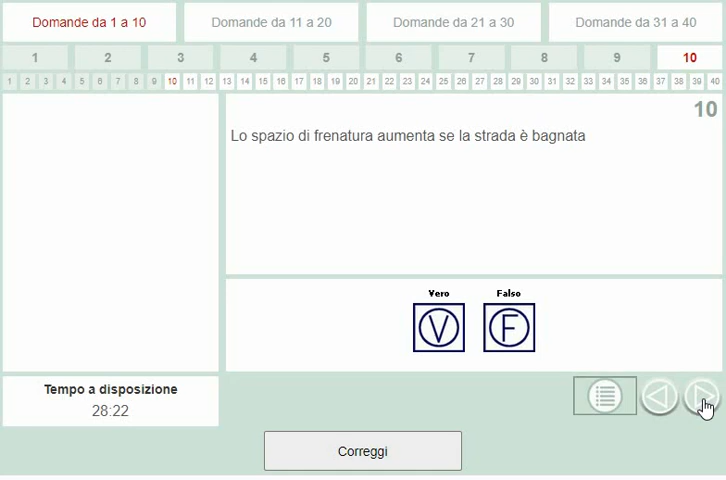 Domande da 1 a 10 Domande da 11 a 20 Domande da 21 a 30 Domande da 31 a 40
1 2 3 4 5 6 7 8 9 10
1 2 3 4 5 6 7 8 9 10 11 12 13 14 15 16 17 18 19 20 21 22 23 24 25 26 27 28 29 30 31 32 33 34 35 36 37 38 39 40
10
Lo spazio di frenatura aumenta se la strada è bagnata
Vero Falso
V F
Tempo a disposizione
28:22
Correggi